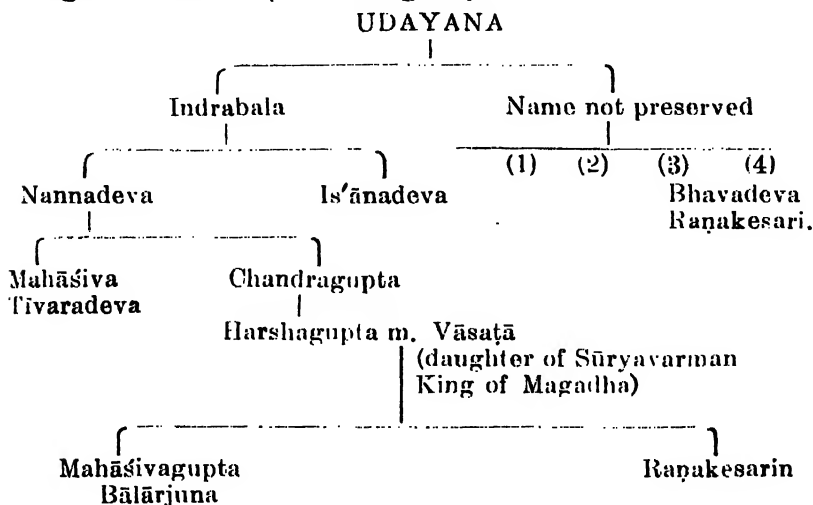 UDAYANA
Indrabala Name not preserved
(1) (2) (3) (4)
Nannadeva Is'ānadeva Bhavadeva
Raṇakesari.
Mahāśiva Chandragupta
Tīvaradeva
Harshagupta m. Vāsaṭā
(daughter of Sūryavarman
King of Magadha)
Mahāśivagupta Raṇakesarin
Bālārjuna